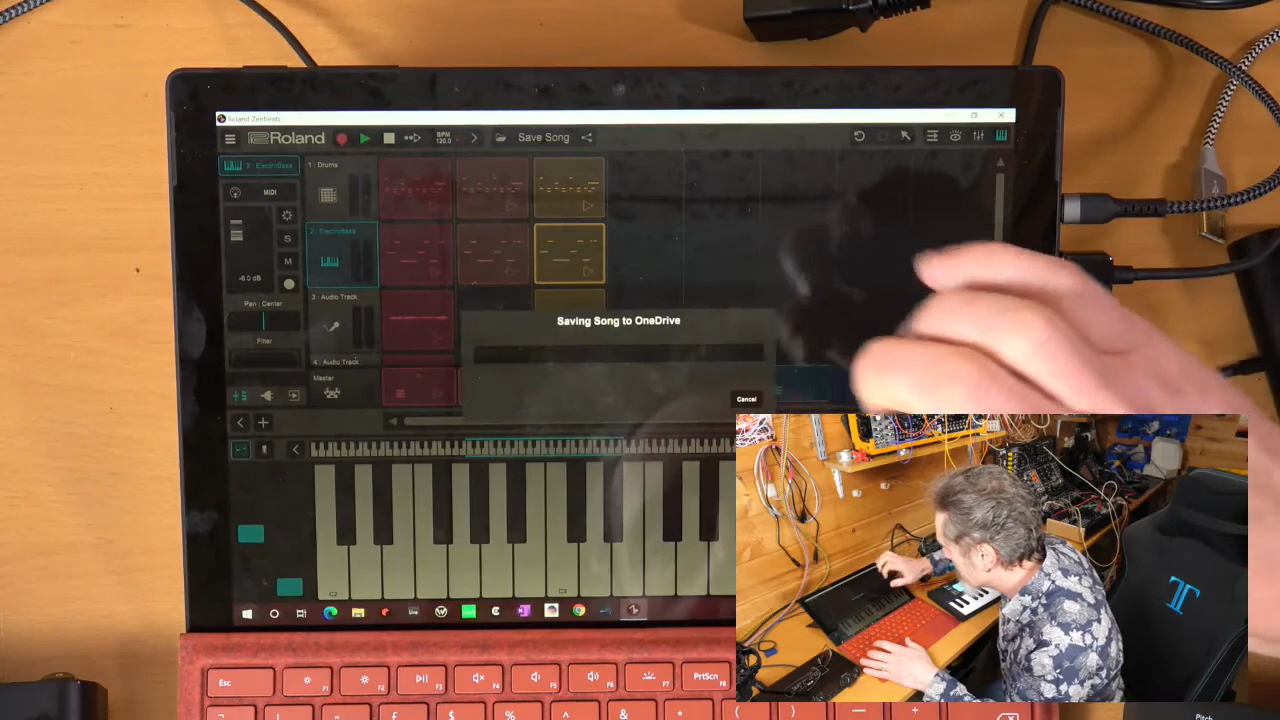 Roland Zenbeats
Roland
BPM
120.0
Save Song
2: ElectroBass
1: Drums
MIDI
2: ElectroBass
S
M
-6.0 dB
3 : Audio Track
Pan : Center
Saving Song to OneDrive
Filter
4 : Audio Track
Master
Cancel
C2
C3
Esc
F1
F2
F3
F4
F5
F6
F7
PrtScn
F8
£
$
%
^
&
*
(
)
—
+
Pitch